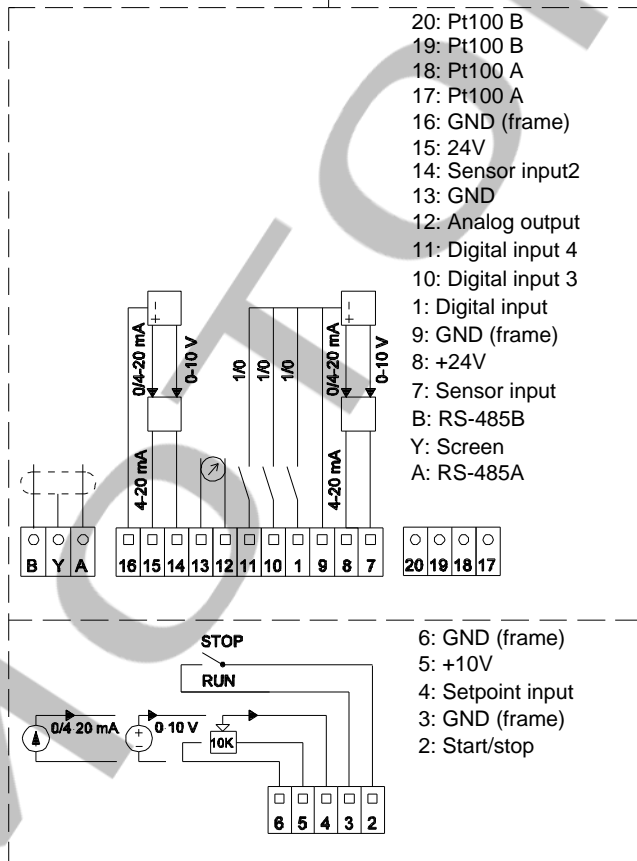 20: Pt100 B
19: Pt100 B
18: Pt100 A
17: Pt100 A
16: GND (frame)
15: 24V
14: Sensor input2
13: GND
12: Analog output
11: Digital input 4
10: Digital input 3
1: Digital input
9: GND (frame)
8: +24V
7: Sensor input
B: RS-485B
Y: Screen
A: RS-485A
- +
0/4-20 mA
0-10 V
1/0
1/0
1/0
- +
0/4-20 mA
0-10 V
4-20 mA
4-20 mA
B Y A
16 15 14 13 12 11 10 1 9 8 7
20 19 18 17
STOP
RUN
0/4 20 mA
+ -
0 10 V
10K
6 5 4 3 2
6: GND (frame)
5: +10V
4: Setpoint input
3: GND (frame)
2: Start/stop